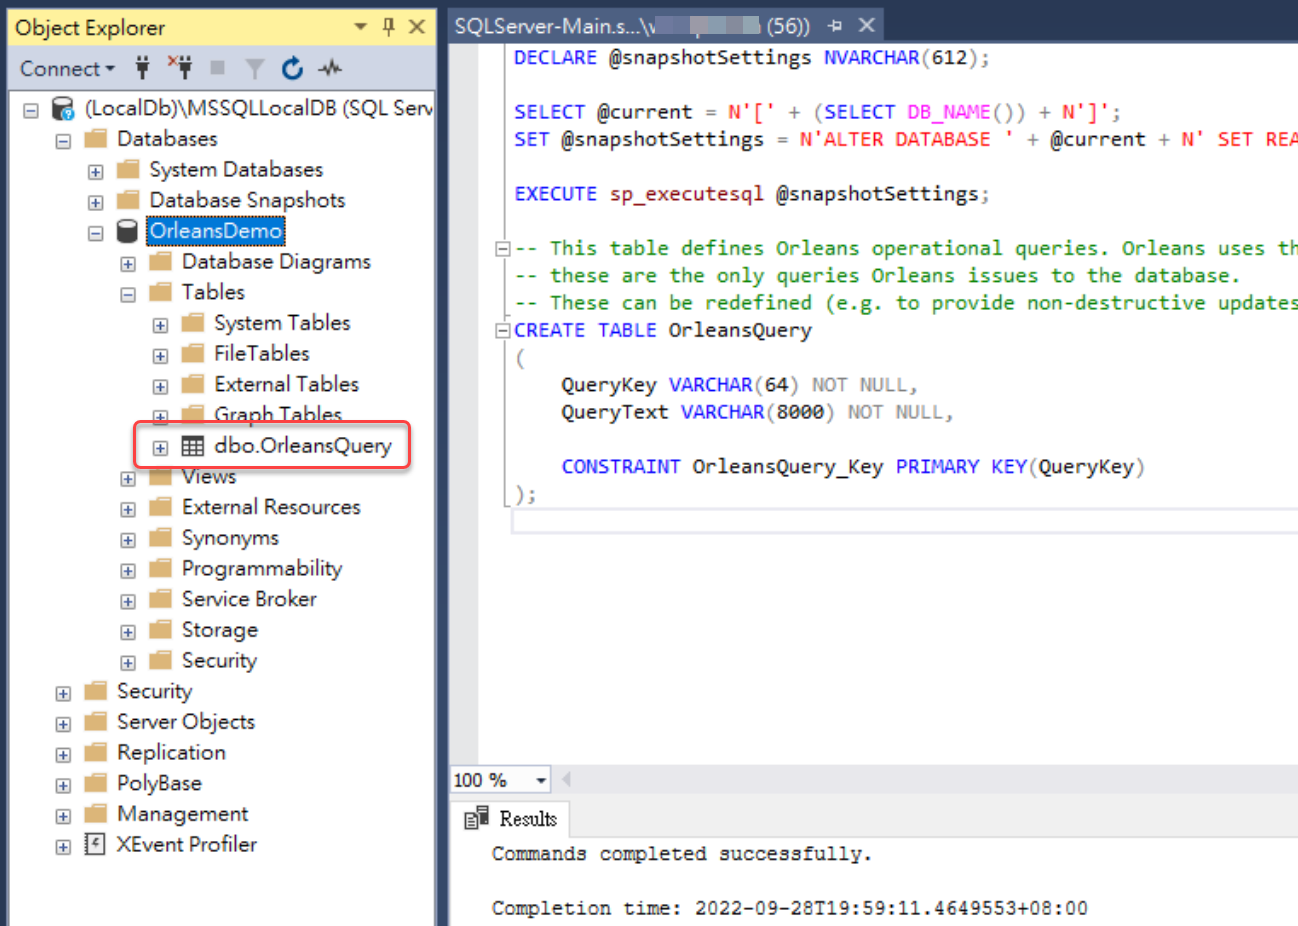 Object Explorer
Connect
(LocalDb)\MSSQLLocalDB (SQL Serv
Databases
System Databases
Database Snapshots
OrleansDemo
Database Diagrams
Tables
System Tables
FileTables
External Tables
Graph Tables
dbo.OrleansQuery
Views
External Resources
Synonyms
Programmability
Service Broker
Storage
Security
Security
Server Objects
Replication
PolyBase
Management
XEvent Profiler
SQLServer-Main.s...\v (56))
DECLARE @snapshotSettings NVARCHAR(612);
SELECT @current = N'[' + (SELECT DB_NAME()) + N']';
SET @snapshotSettings = N'ALTER DATABASE ' + @current + N' SET REA
EXECUTE sp_executesql @snapshotSettings;
-- This table defines Orleans operational queries. Orleans uses th
-- these are the only queries Orleans issues to the database.
-- These can be redefined (e.g. to provide non-destructive updates
CREATE TABLE OrleansQuery
(
QueryKey VARCHAR(64) NOT NULL,
QueryText VARCHAR(8000) NOT NULL,
CONSTRAINT OrleansQuery_Key PRIMARY KEY(QueryKey)
);
100 %
Results
Commands completed successfully.
Completion time: 2022-09-28T19:59:11.4649553+08:00